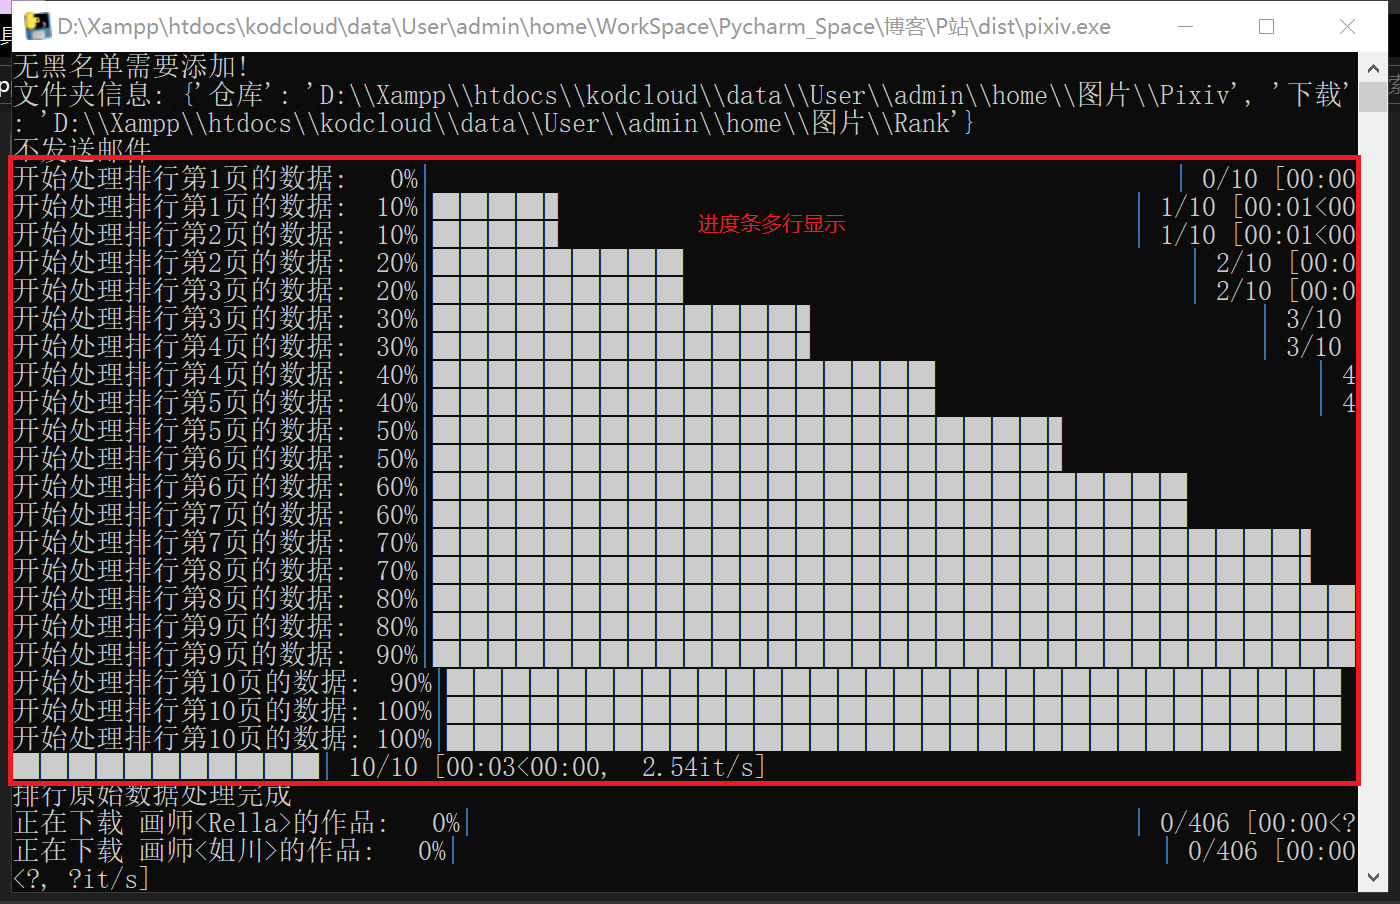 D:\Xampp\htdocs\kodcloud\data\User\admin\home\WorkSpace\Pycharm_Space\博客\P站\dist\pixiv.exe
无黑名单需要添加!
文件夹信息: {'仓库': 'D:\\Xampp\\htdocs\\kodcloud\\data\\User\\admin\\home\\图片\\Pixiv', '下载'
: 'D:\\Xampp\\htdocs\\kodcloud\\data\\User\\admin\\home\\图片\\Rank'}
不发送邮件
开始处理排行第1页的数据: 0%| | 0/10 [00:00
开始处理排行第1页的数据: 10%| | 1/10 [00:01<00
进度条多行显示
开始处理排行第2页的数据: 10%| | 1/10 [00:01<00
开始处理排行第2页的数据: 20%| | 2/10 [00:0
开始处理排行第3页的数据: 20%| | 2/10 [00:0
开始处理排行第3页的数据: 30%| | 3/10
开始处理排行第4页的数据: 30%| | 3/10
开始处理排行第4页的数据: 40%| | 4
开始处理排行第5页的数据: 40%| | 4
开始处理排行第5页的数据: 50%|
开始处理排行第6页的数据: 50%|
开始处理排行第6页的数据: 60%|
开始处理排行第7页的数据: 60%|
开始处理排行第7页的数据: 70%|
开始处理排行第8页的数据: 70%|
开始处理排行第8页的数据: 80%|
开始处理排行第9页的数据: 80%|
开始处理排行第9页的数据: 90%|
开始处理排行第10页的数据: 90%|
开始处理排行第10页的数据: 100%|
开始处理排行第10页的数据: 100%|
| 10/10 [00:03<00:00, 2.54it/s]
排行原始数据处理完成
正在下载 画师<Rella>的作品: 0%| | 0/406 [00:00<?
正在下载 画师<姐川>的作品: 0%| | 0/406 [00:00
<?, ?it/s]